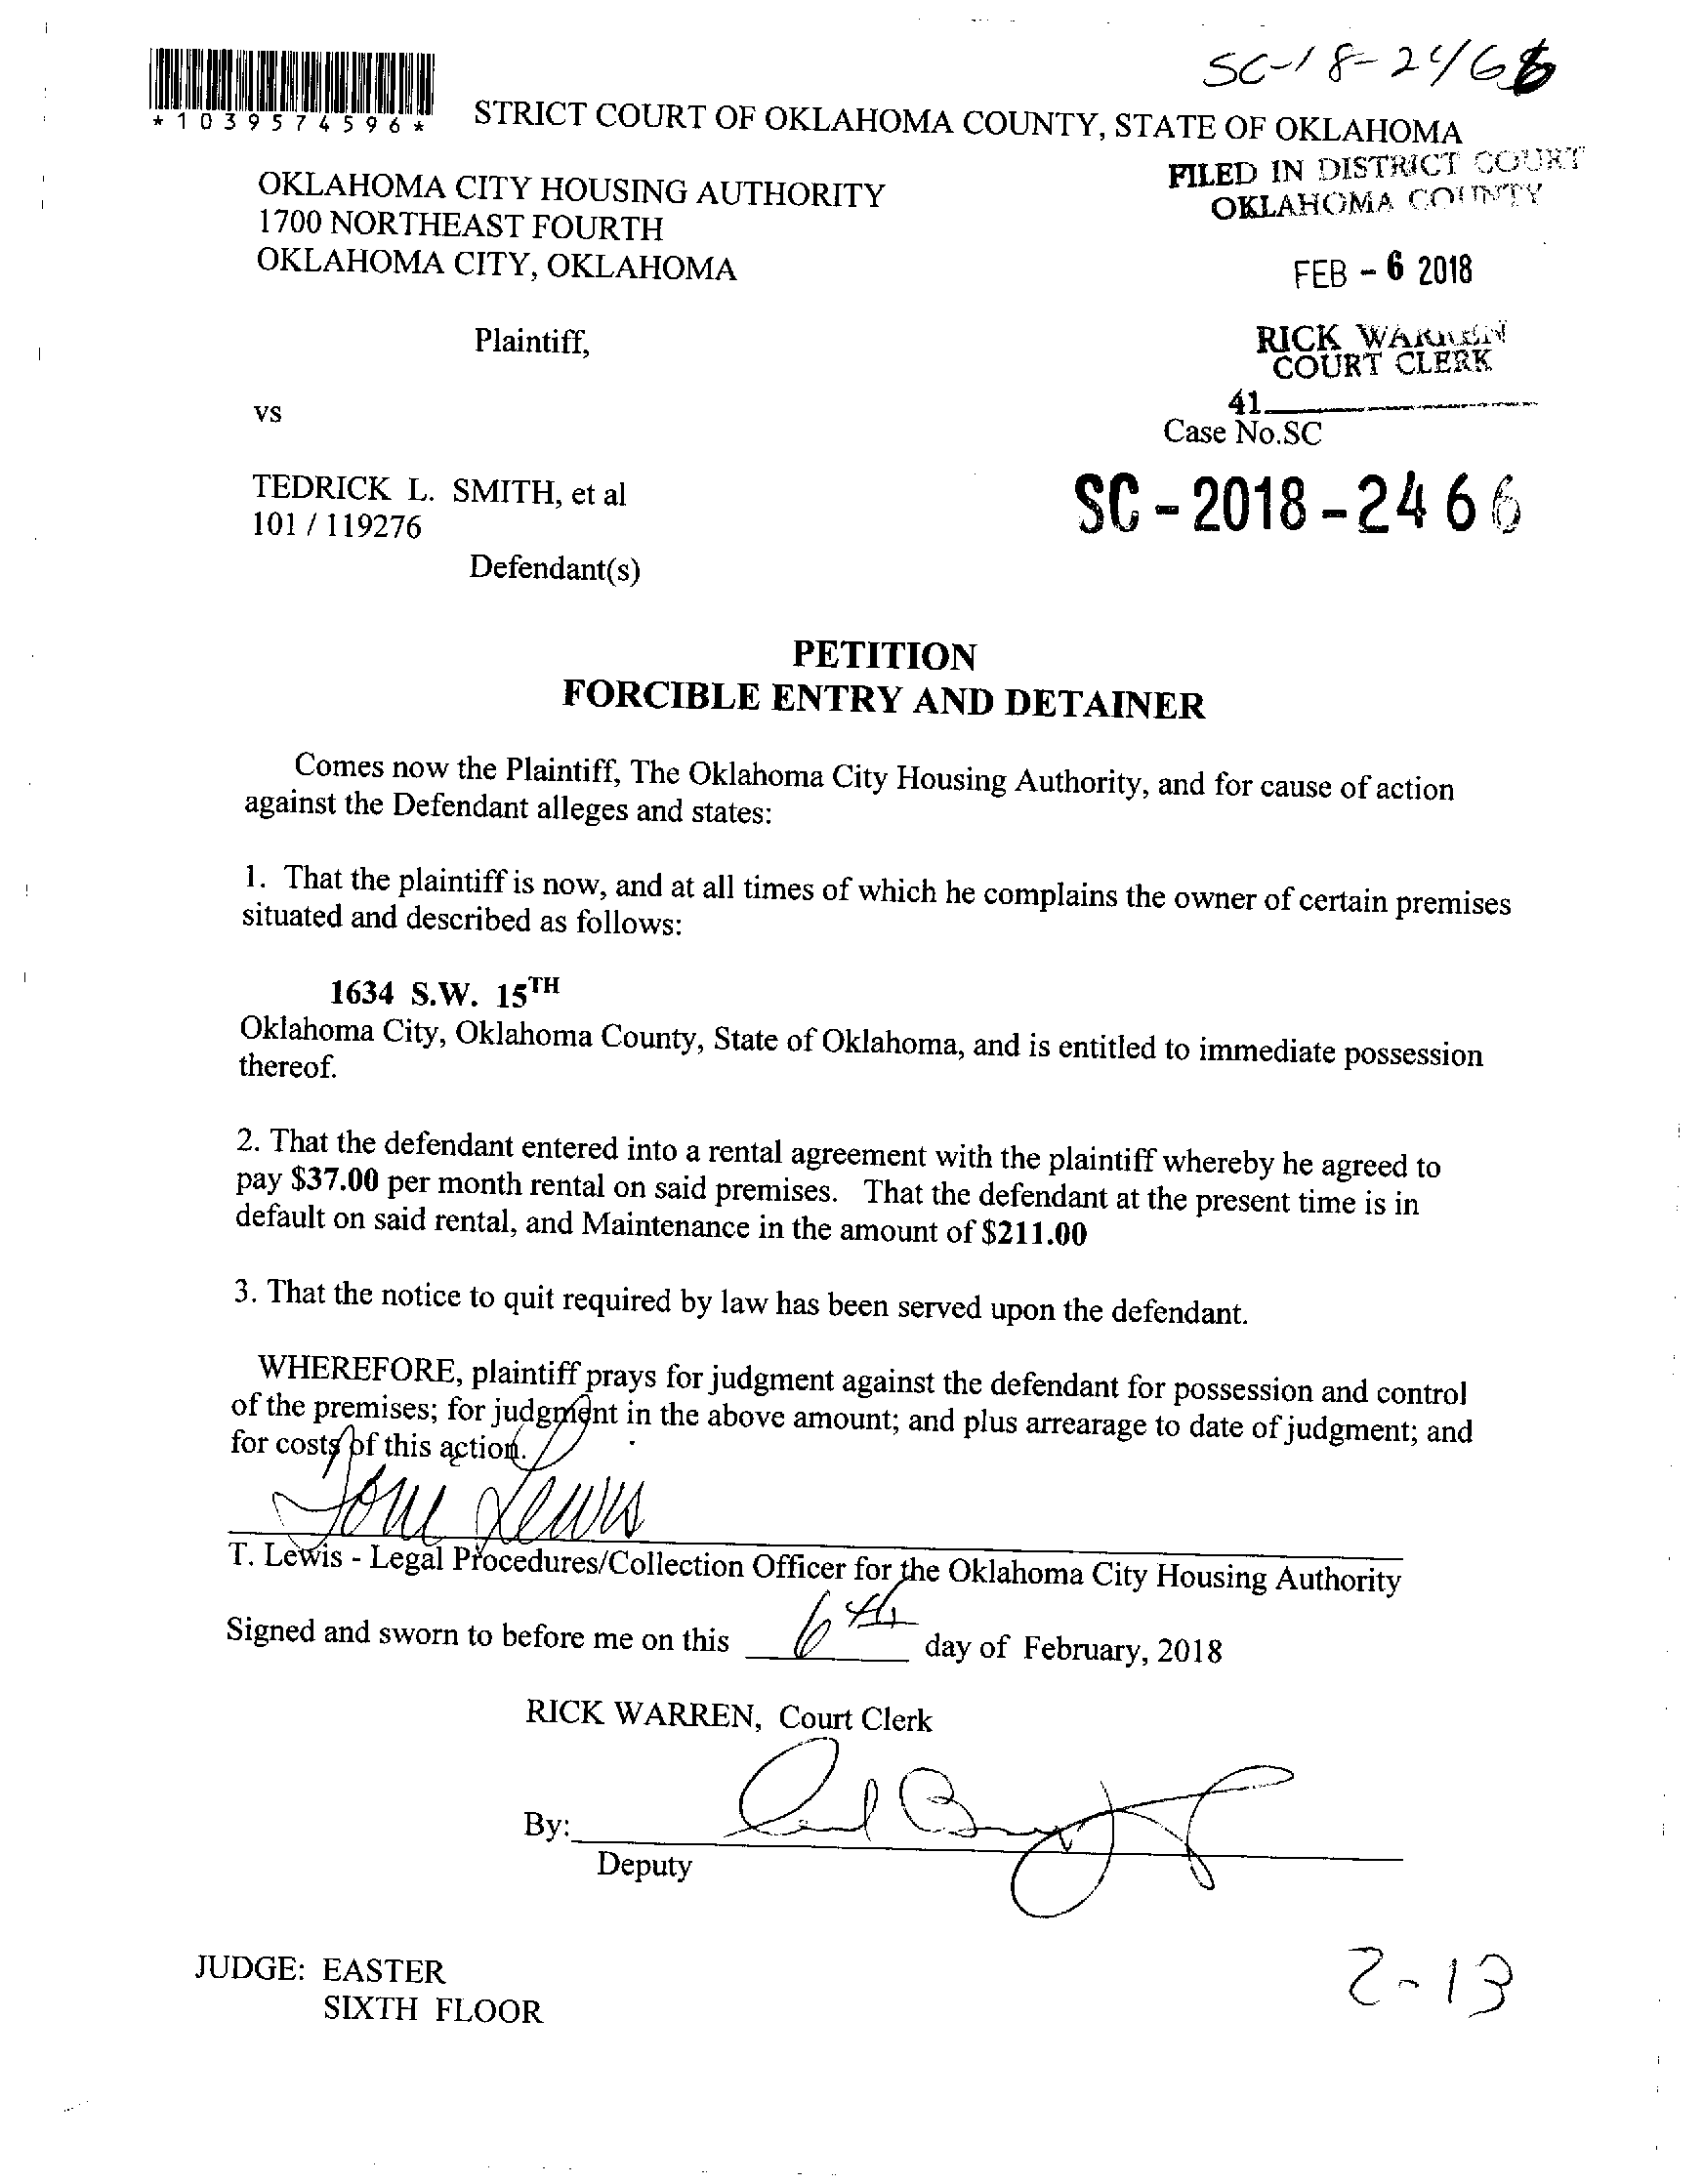 SC-18-2466
*1039574596*
STRICT COURT OF OKLAHOMA COUNTY, STATE OF OKLAHOMA
FILED IN DISTRICT COURT
OKLAHOMA COUNTY
OKLAHOMA CITY HOUSING AUTHORITY
1700 NORTHEAST FOURTH
OKLAHOMA CITY, OKLAHOMA
FEB - 6 2018
Plaintiff,
RICK WARREN
COURT CLERK
41
vs
Case No.SC
TEDRICK L. SMITH, et al
101 / 119276
SC - 2018 - 2466
Defendant(s)
PETITION
FORCIBLE ENTRY AND DETAINER
Comes now the Plaintiff, The Oklahoma City Housing Authority, and for cause of action
against the Defendant alleges and states:
1. That the plaintiff is now, and at all times of which he complains the owner of certain premises
situated and described as follows:
1634 S.W. 15TH
Oklahoma City, Oklahoma County, State of Oklahoma, and is entitled to immediate possession
thereof.
2. That the defendant entered into a rental agreement with the plaintiff whereby he agreed to
pay $37.00 per month rental on said premises. That the defendant at the present time is in
default on said rental, and Maintenance in the amount of $211.00
3. That the notice to quit required by law has been served upon the defendant.
WHEREFORE, plaintiff prays for judgment against the defendant for possession and control
of the premises; for judgment in the above amount; and plus arrearage to date of judgment; and
for costs of this action.
T. Lewis - Legal Procedures/Collection Officer for the Oklahoma City Housing Authority
Signed and sworn to before me on this 6th day of February, 2018
RICK WARREN, Court Clerk
By:
Deputy
JUDGE: EASTER
SIXTH FLOOR
2-13